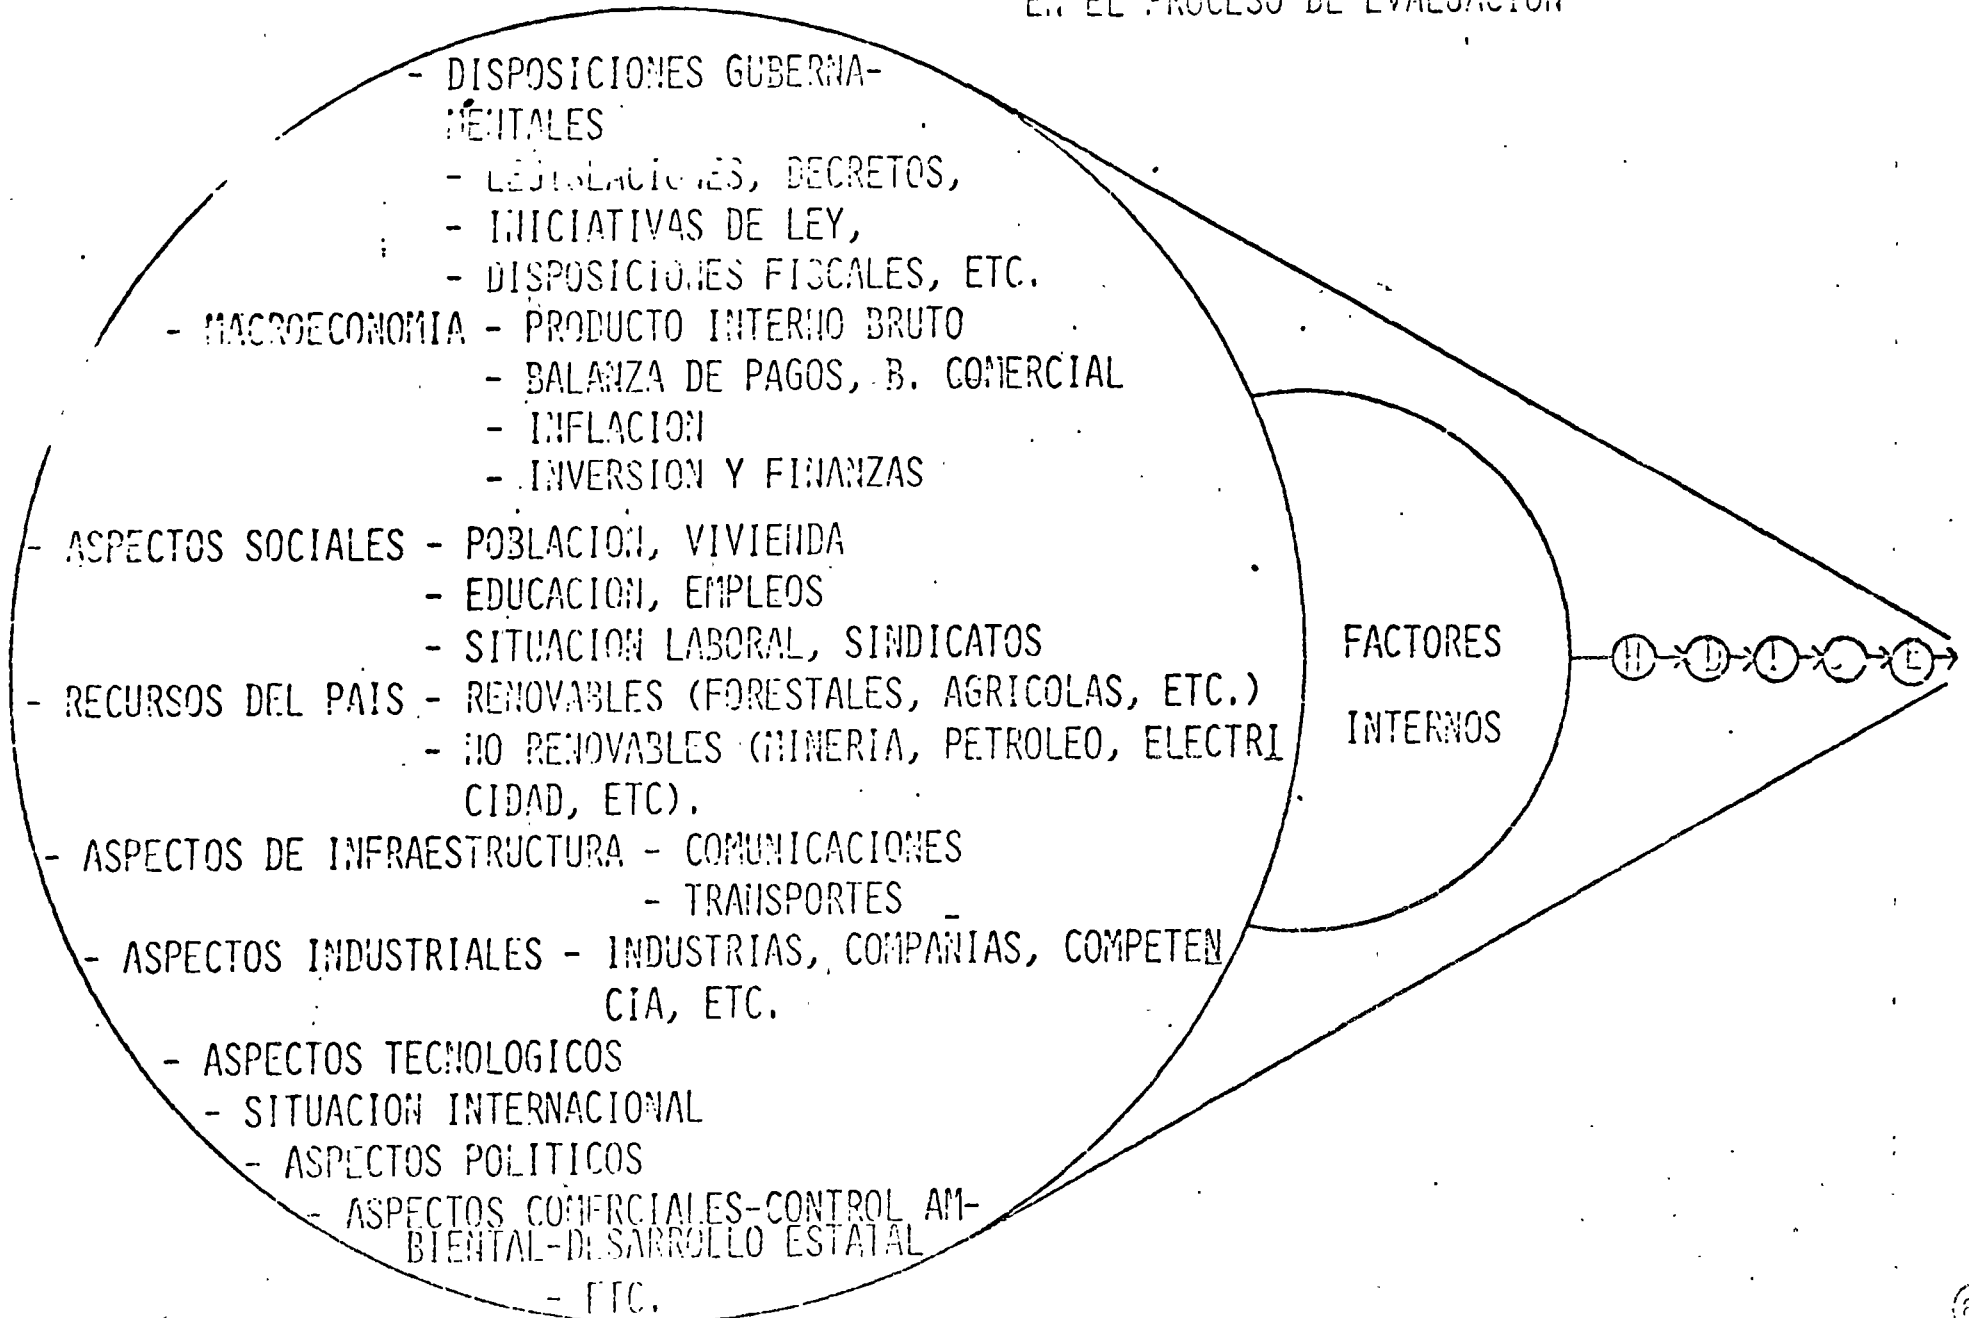 EN EL PROCESO DE EVALUACION
- DISPOSICIONES GUBERNA-
MENTALES
- LEGISLACIONES, DECRETOS,
- INICIATIVAS DE LEY,
- DISPOSICIONES FISCALES, ETC.
- MACROECONOMIA - PRODUCTO INTERNO BRUTO
- BALANZA DE PAGOS, B. COMERCIAL
- INFLACION
- INVERSION Y FINANZAS
- ASPECTOS SOCIALES - POBLACION, VIVIENDA
- EDUCACION, EMPLEOS
- SITUACION LABORAL, SINDICATOS
- RECURSOS DEL PAIS - RENOVABLES (FORESTALES, AGRICOLAS, ETC.)
- NO RENOVABLES (MINERIA, PETROLEO, ELECTRI
CIDAD, ETC).
- ASPECTOS DE INFRAESTRUCTURA - COMUNICACIONES
- TRANSPORTES
- ASPECTOS INDUSTRIALES - INDUSTRIAS, COMPAÑIAS, COMPETEN
CIA, ETC.
- ASPECTOS TECNOLOGICOS
- SITUACION INTERNACIONAL
- ASPECTOS POLITICOS
- ASPECTOS COMERCIALES-CONTROL AM-
BIENTAL-DESARROLLO ESTATAL
- ETC.
FACTORES
INTERNOS
D E